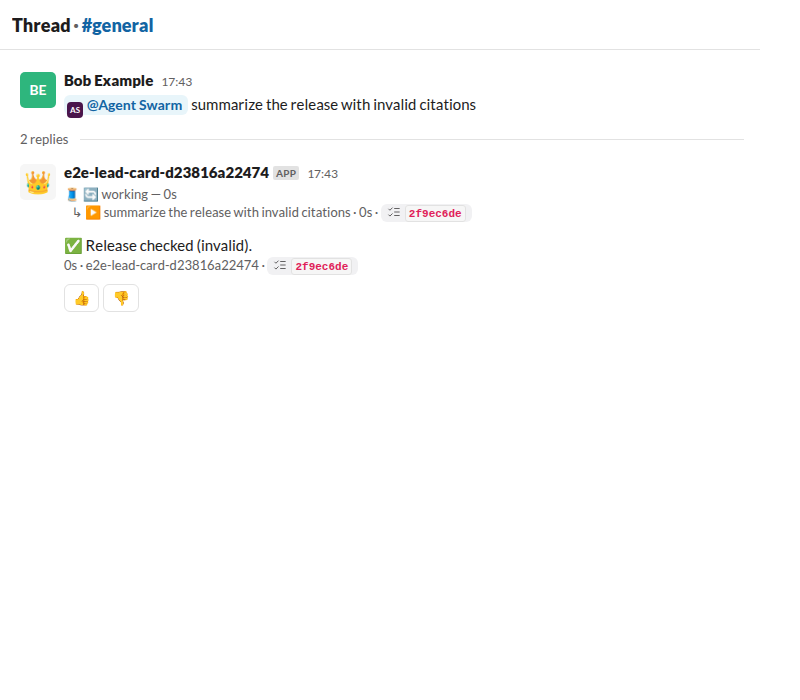 Thread • #general
BE
Bob Example 17:43
AS @Agent Swarm summarize the release with invalid citations
2 replies
e2e-lead-card-d23816a22474 APP 17:43
🧵 🔄 working — 0s
↳ ▶️ summarize the release with invalid citations · 0s · 2f9ec6de
✅ Release checked (invalid).
0s · e2e-lead-card-d23816a22474 · 2f9ec6de